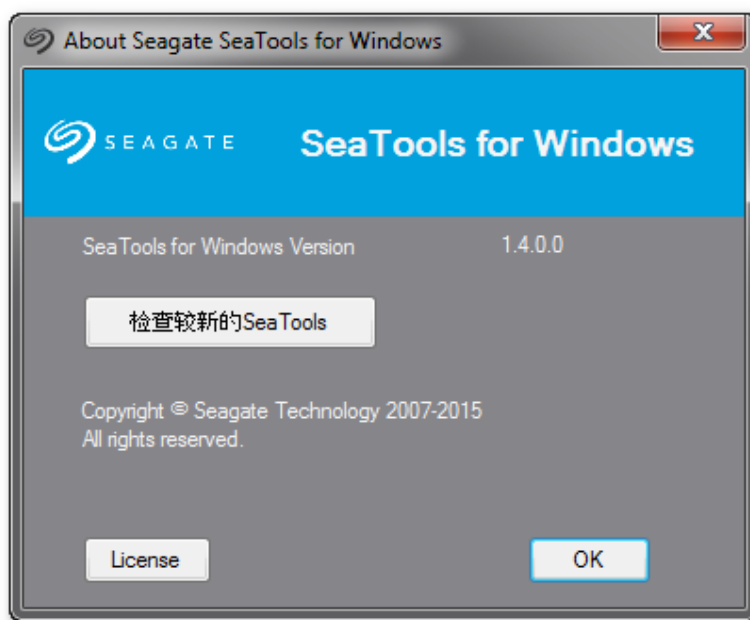 About Seagate SeaTools for Windows
SEAGATE
SeaTools for Windows
SeaTools for Windows Version 1.4.0.0
检查较新的SeaTools
Copyright © Seagate Technology 2007-2015
All rights reserved.
License
OK